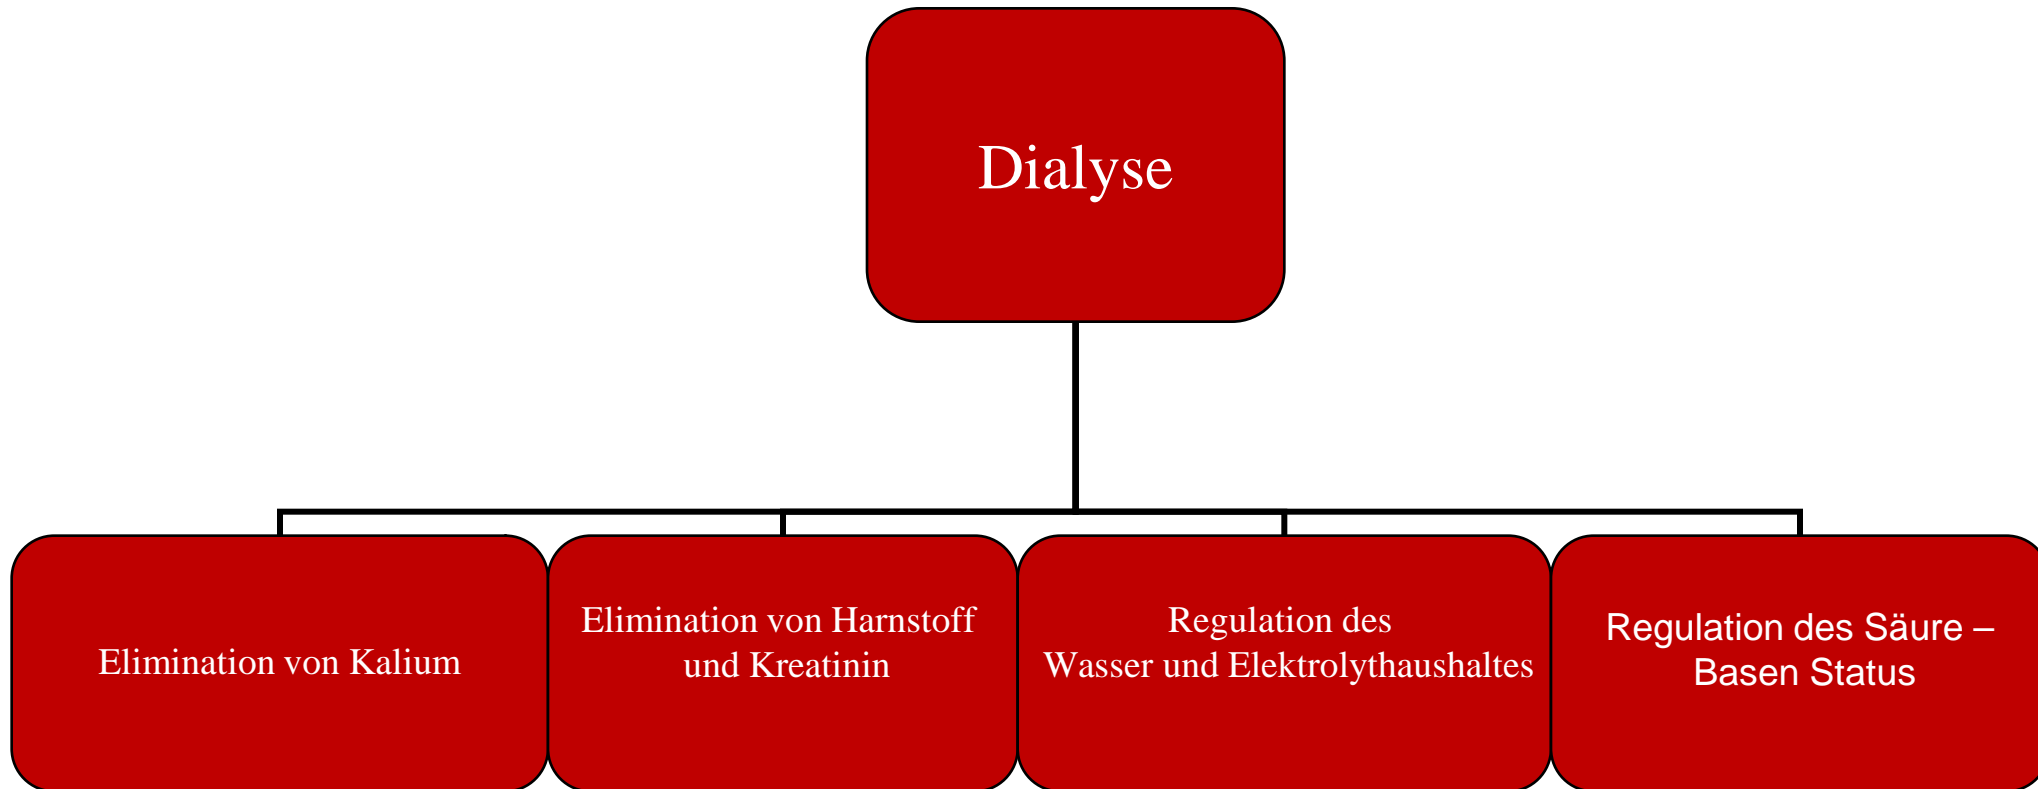 Dialyse
Elimination von Kalium
Elimination von Harnstoff
und Kreatinin
Regulation des
Wasser und Elektrolythaushaltes
Regulation des Säure –
Basen Status